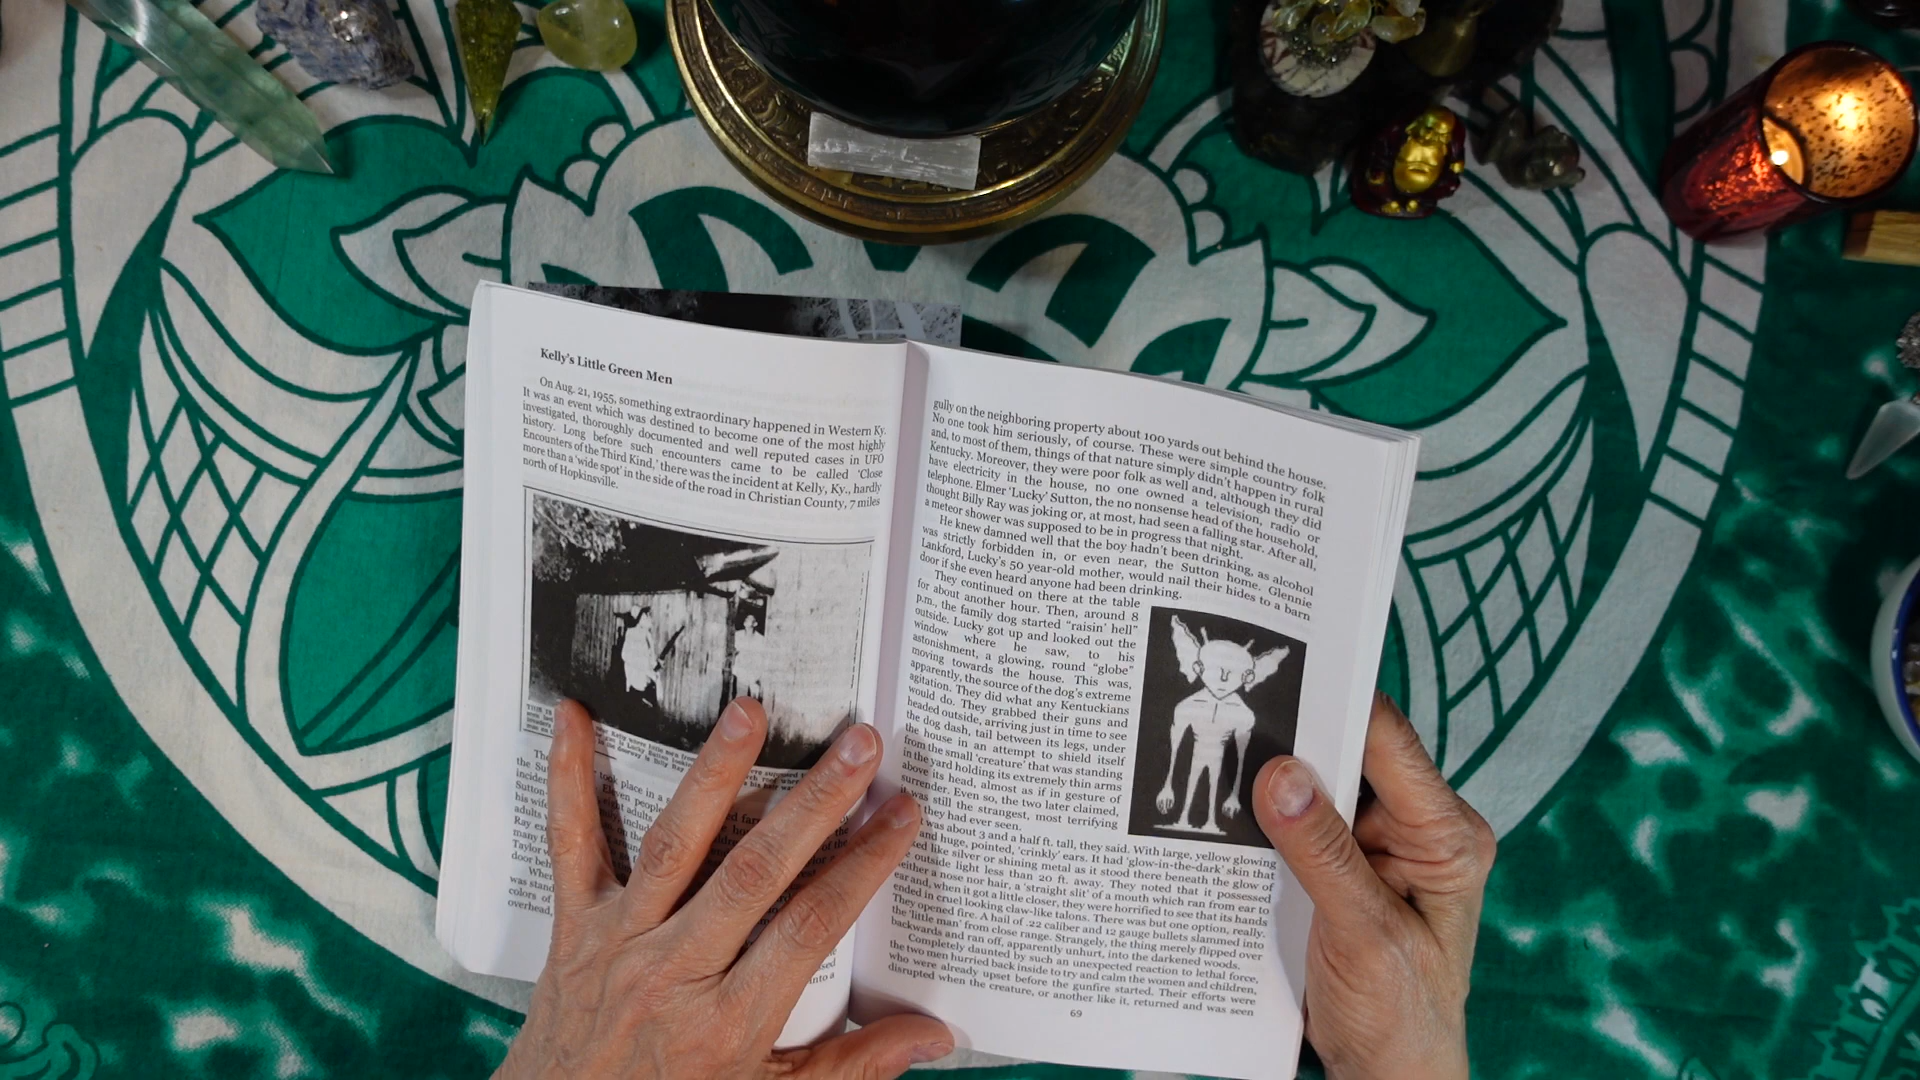 Kelly's Little Green Men
On Aug. 21, 1955, something extraordinary happened in Western Ky.
It was an event which was destined to become one of the most highly
investigated, thoroughly documented and well reputed cases in UFO
history. Long before such encounters came to be called 'Close
Encounters of the Third Kind,' there was the incident at Kelly, Ky., hardly
more than a 'wide spot' in the side of the road in Christian County, 7 miles
north of Hopkinsville.
THIS IS
took place in a
the Su Eleven people
inciden eight adults
Sutton-
his wife
adults
Ray
many
Taylor
door beh
When
was stand
colors of
overhead,
into a
gully on the neighboring property about 100 yards out behind the house.
No one took him seriously, of course. These were simple country folk
and, to most of them, things of that nature simply didn't happen in rural
Kentucky. Moreover, they were poor folk as well and, although they did
have electricity in the house, no one owned a television, radio or
telephone. Elmer 'Lucky' Sutton, the no nonsense head of the household,
thought Billy Ray was joking or, at most, had seen a falling star. After all,
a meteor shower was supposed to be in progress that night.
He knew damned well that the boy hadn't been drinking, as alcohol
was strictly forbidden in, or even near, the Sutton home. Glennie
Lankford, Lucky's 50 year-old mother, would nail their hides to a barn
door if she even heard anyone had been drinking.
They continued on there at the table
for about another hour. Then, around 8
p.m., the family dog started "raisin' hell"
outside. Lucky got up and looked out the
window where he saw, to his
astonishment, a glowing, round "globe"
moving towards the house. This was,
apparently, the source of the dog's extreme
agitation. They did what any Kentuckians
would do. They grabbed their guns and
headed outside, arriving just in time to see
the dog dash, tail between its legs, under
the house in an attempt to shield itself
from the small 'creature' that was standing
in the yard holding its extremely thin arms
above its head, almost as if in gesture of
surrender. Even so, the two later claimed,
it was still the strangest, most terrifying
they had ever seen.
was about 3 and a half ft. tall, they said. With large, yellow glowing
and huge, pointed, 'crinkly' ears. It had 'glow-in-the-dark' skin that
like silver or shining metal as it stood there beneath the glow of
outside light less than 20 ft. away. They noted that it possessed
neither a nose nor hair, a 'straight slit' of a mouth which ran from ear to
ear and, when it got a little closer, they were horrified to see that its hands
ended in cruel looking claw-like talons. There was but one option, really.
They opened fire. A hail of .22 caliber and 12 gauge bullets slammed into
the 'little man' from close range. Strangely, the thing merely flipped over
backwards and ran off, apparently unhurt, into the darkened woods.
Completely daunted by such an unexpected reaction to lethal force,
the two men hurried back inside to try and calm the women and children,
who were already upset before the gunfire started. Their efforts were
disrupted when the creature, or another like it, returned and was seen
69